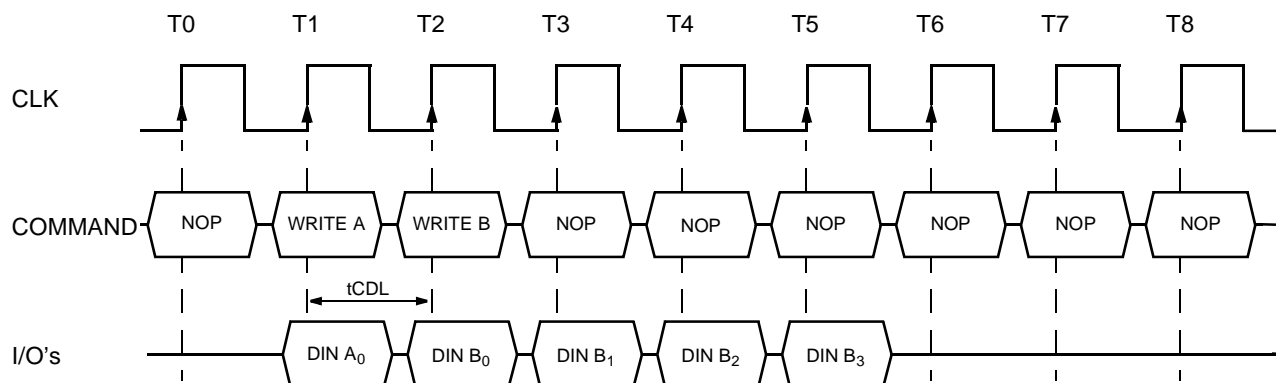 T0 T1 T2 T3 T4 T5 T6 T7 T8
CLK
COMMAND NOP WRITE A WRITE B NOP NOP NOP NOP NOP NOP
tCDL
I/O's DIN A₀ DIN B₀ DIN B₁ DIN B₂ DIN B₃